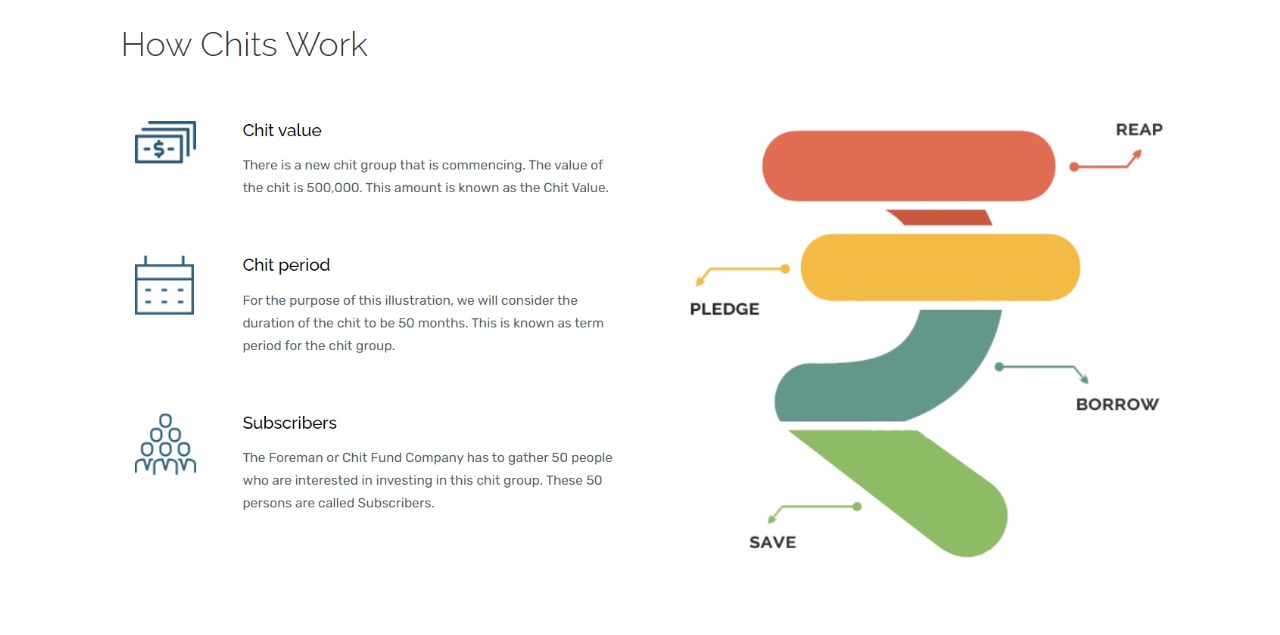 How Chits Work
Chit value
There is a new chit group that is commencing. The value of
the chit is 500,000. This amount is known as the Chit Value.
Chit period
For the purpose of this illustration, we will consider the
duration of the chit to be 50 months. This is known as term
period for the chit group.
Subscribers
The Foreman or Chit Fund Company has to gather 50 people
who are interested in investing in this chit group. These 50
persons are called Subscribers.
REAP
PLEDGE
BORROW
SAVE